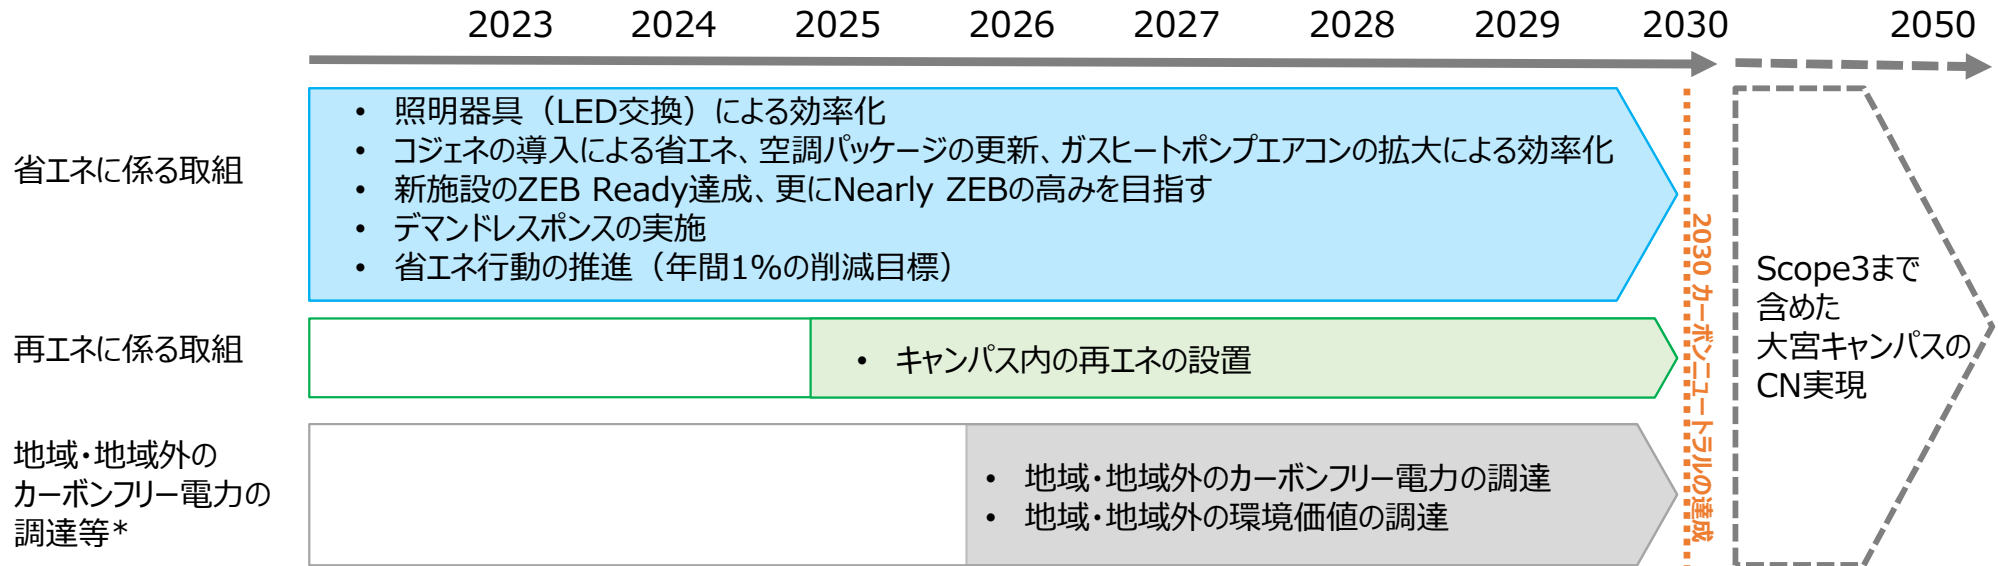 2023 2024 2025 2026 2027 2028 2029 2030 2050
省エネに係る取組
• 照明器具（LED交換）による効率化
• コジェネの導入による省エネ、空調パッケージの更新、ガスヒートポンプエアコンの拡大による効率化
• 新施設のZEB Ready達成、更にNearly ZEBの高みを目指す
• デマンドレスポンスの実施
• 省エネ行動の推進（年間1%の削減目標）
再エネに係る取組
• キャンパス内の再エネの設置
地域・地域外の
カーボンフリー電力の
調達等*
• 地域・地域外のカーボンフリー電力の調達
• 地域・地域外の環境価値の調達
2030 カーボンニュートラルの達成
Scope3まで
含めた
大宮キャンパスの
CN実現